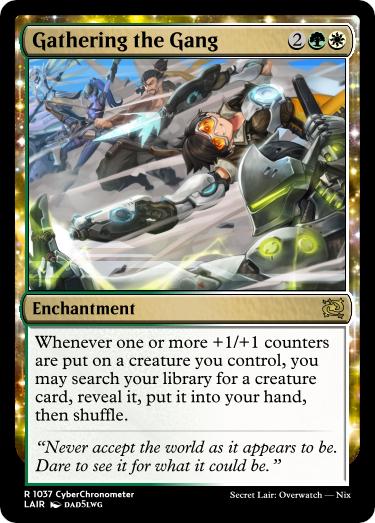 Gathering the Gang 2
Enchantment
Whenever one or more +1/+1 counters
are put on a creature you control, you
may search your library for a creature
card, reveal it, put it into your hand,
then shuffle.
“Never accept the world as it appears to be.
Dare to see it for what it could be.”
R 1037 CyberChronometer
Secret Lair: Overwatch — Nix
LAIR DAD5LWG